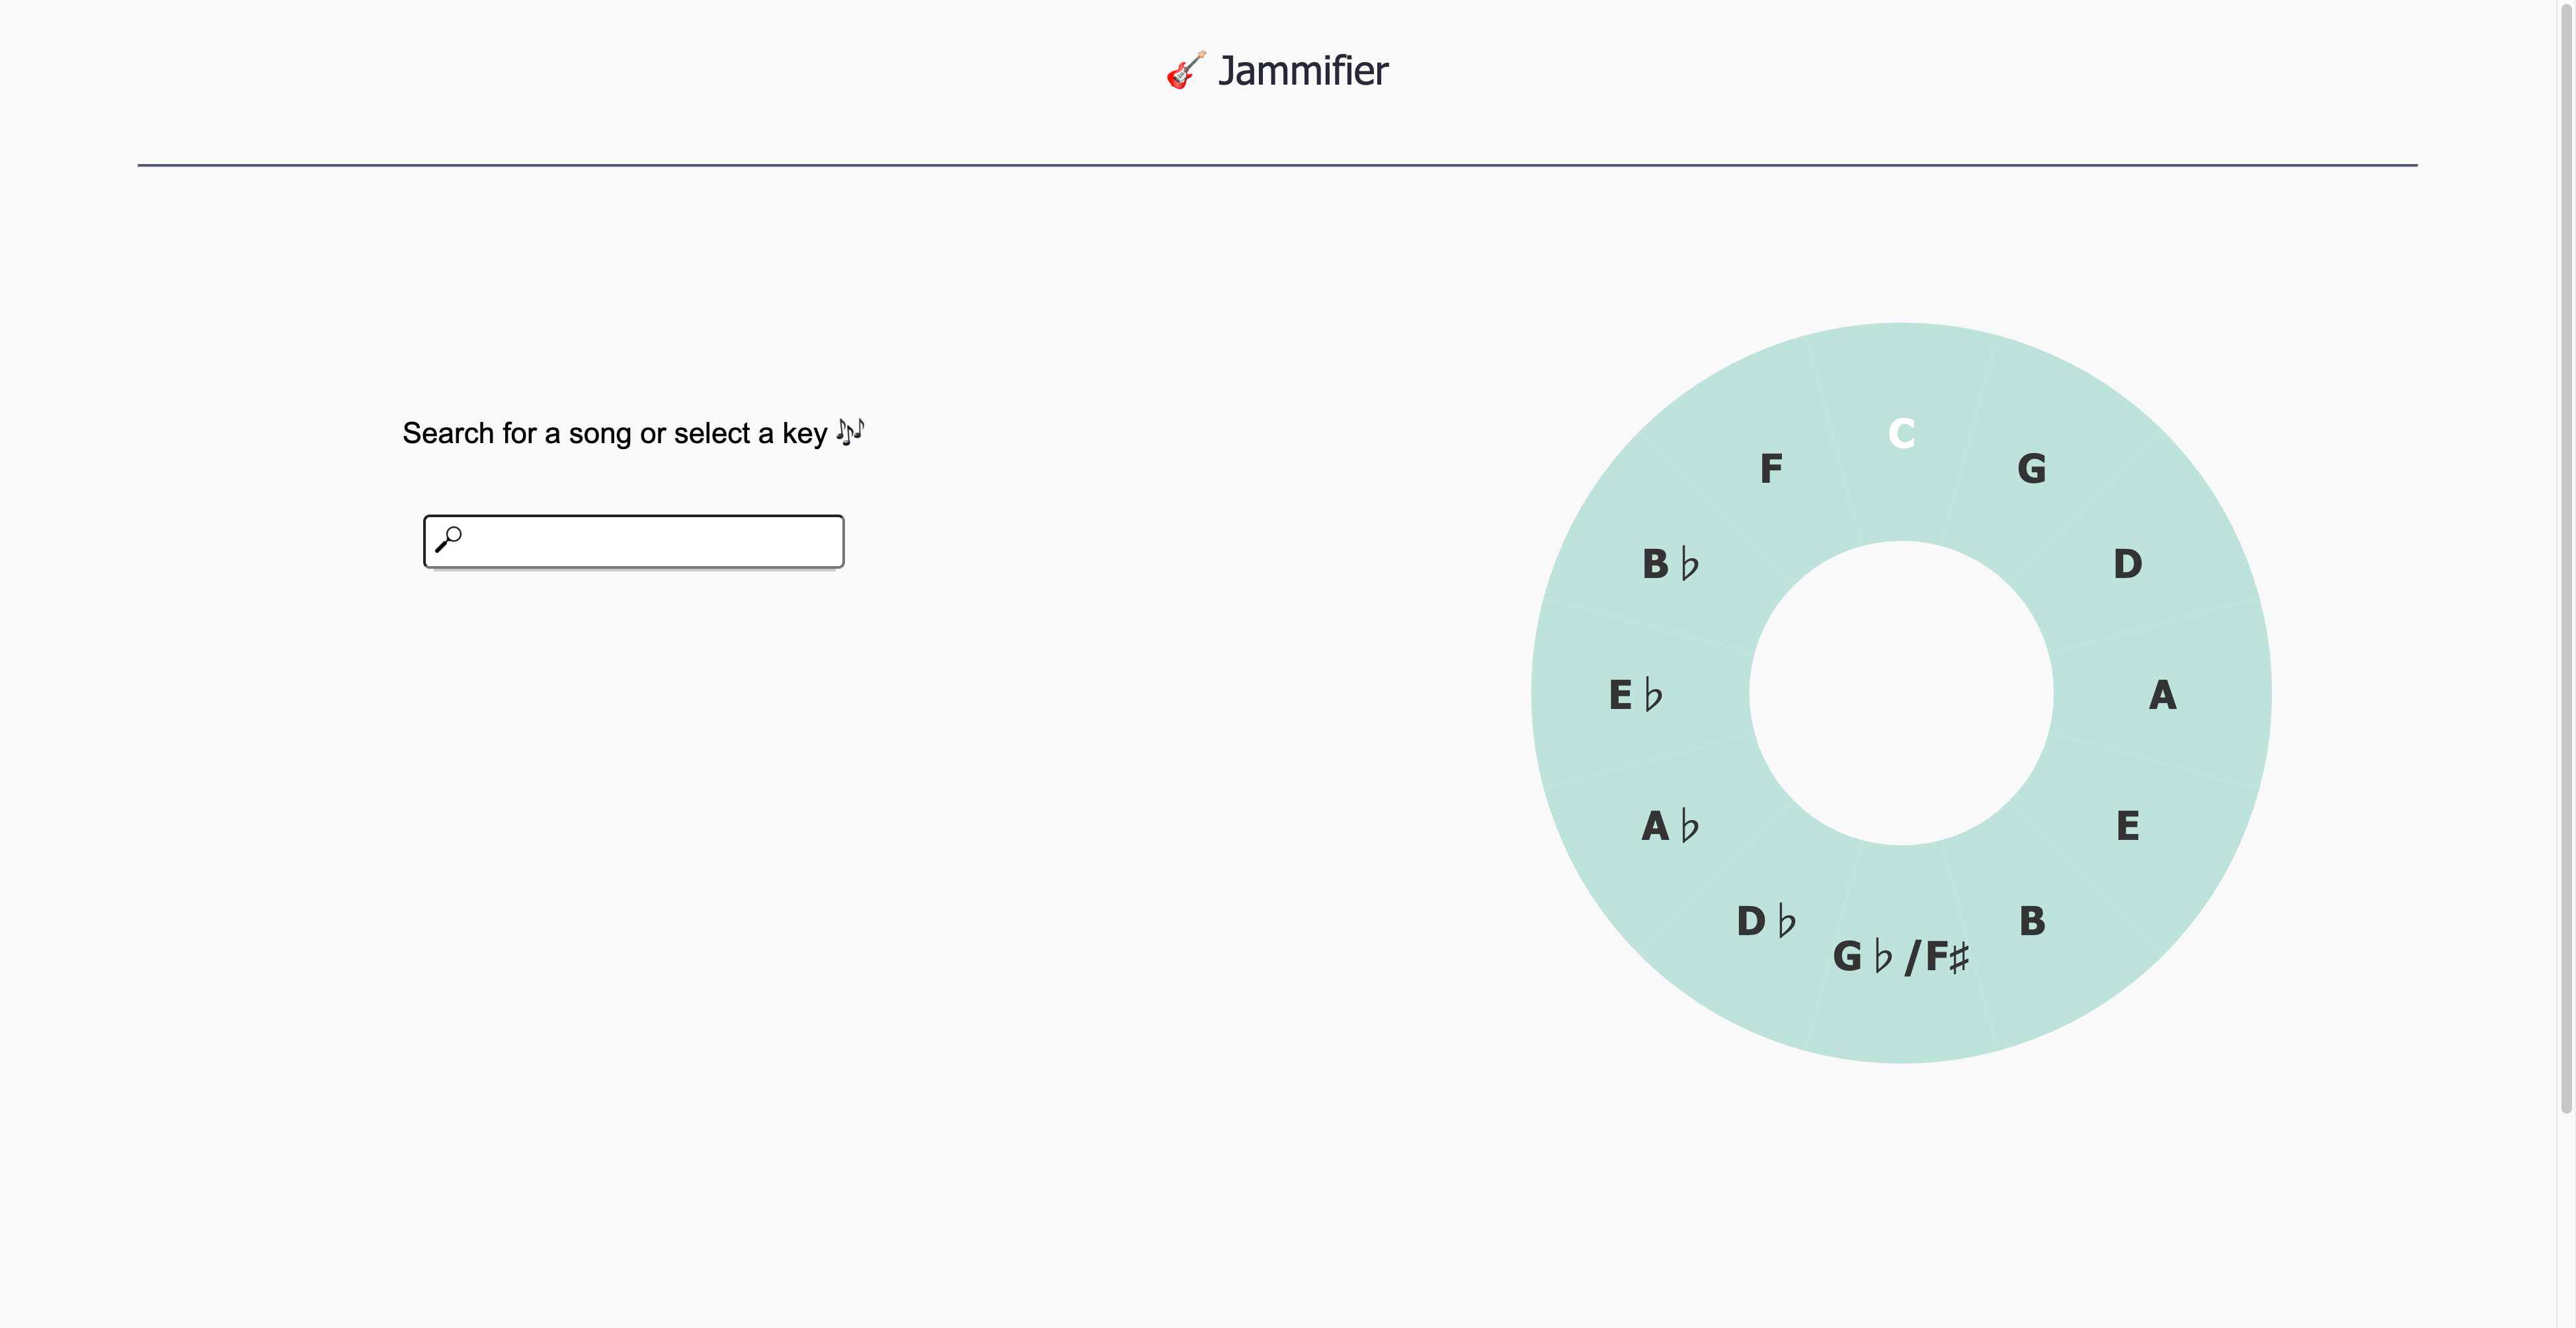 🎸 Jammifier
Search for a song or select a key 🎶
C
G
D
A
E
B
G♭/F♯
D♭
A♭
E♭
B♭
F